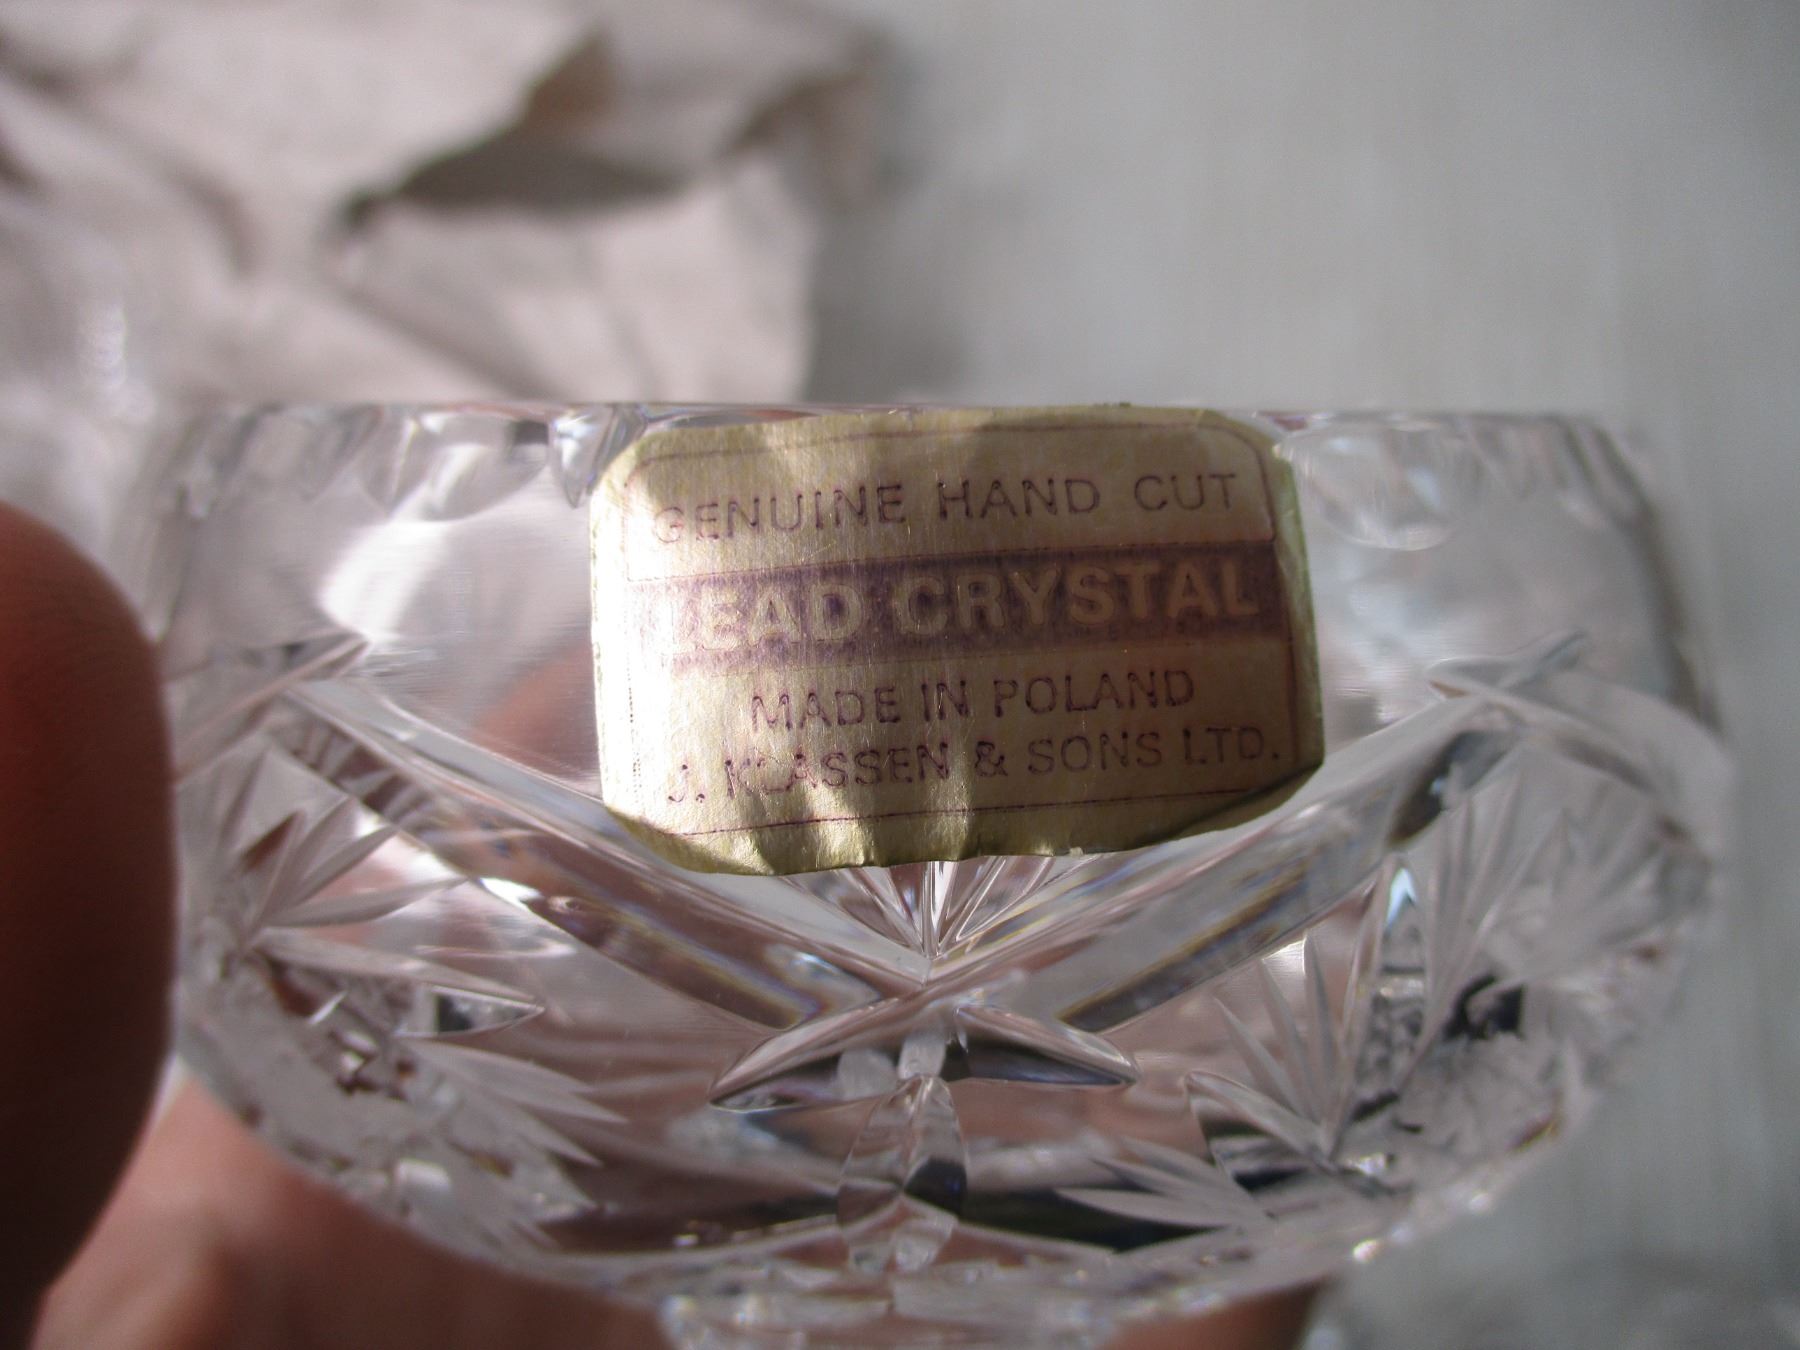 GENUINE HAND CUT
LEAD CRYSTAL
MADE IN POLAND
J. KLASSEN & SONS LTD.